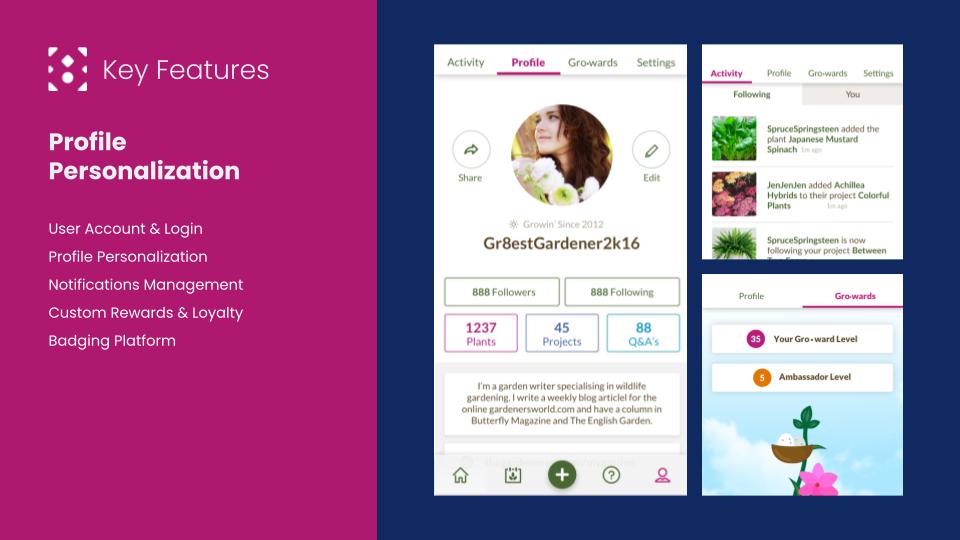 Key Features
Profile
Personalization
User Account & Login
Profile Personalization
Notifications Management
Custom Rewards & Loyalty
Badging Platform
Activity Profile Gro•wards Settings
Share
Edit
Growin' Since 2012
Gr8estGardener2k16
888 Followers
888 Following
1237
Plants
45
Projects
88
Q&A's
I'm a garden writer specialising in wildlife
gardening. I write a weekly blog articlel for the
online gardenersworld.com and have a column in
Butterfly Magazine and The English Garden.
Activity Profile Gro•wards Settings
Following You
SpruceSpringsteen added the
plant Japanese Mustard
Spinach 1m ago
JenJenJen added Achillea
Hybrids to their project Colorful
Plants 1m ago
SpruceSpringsteen is now
following your project Between
Profile Gro•wards
35 Your Gro•ward Level
5 Ambassador Level